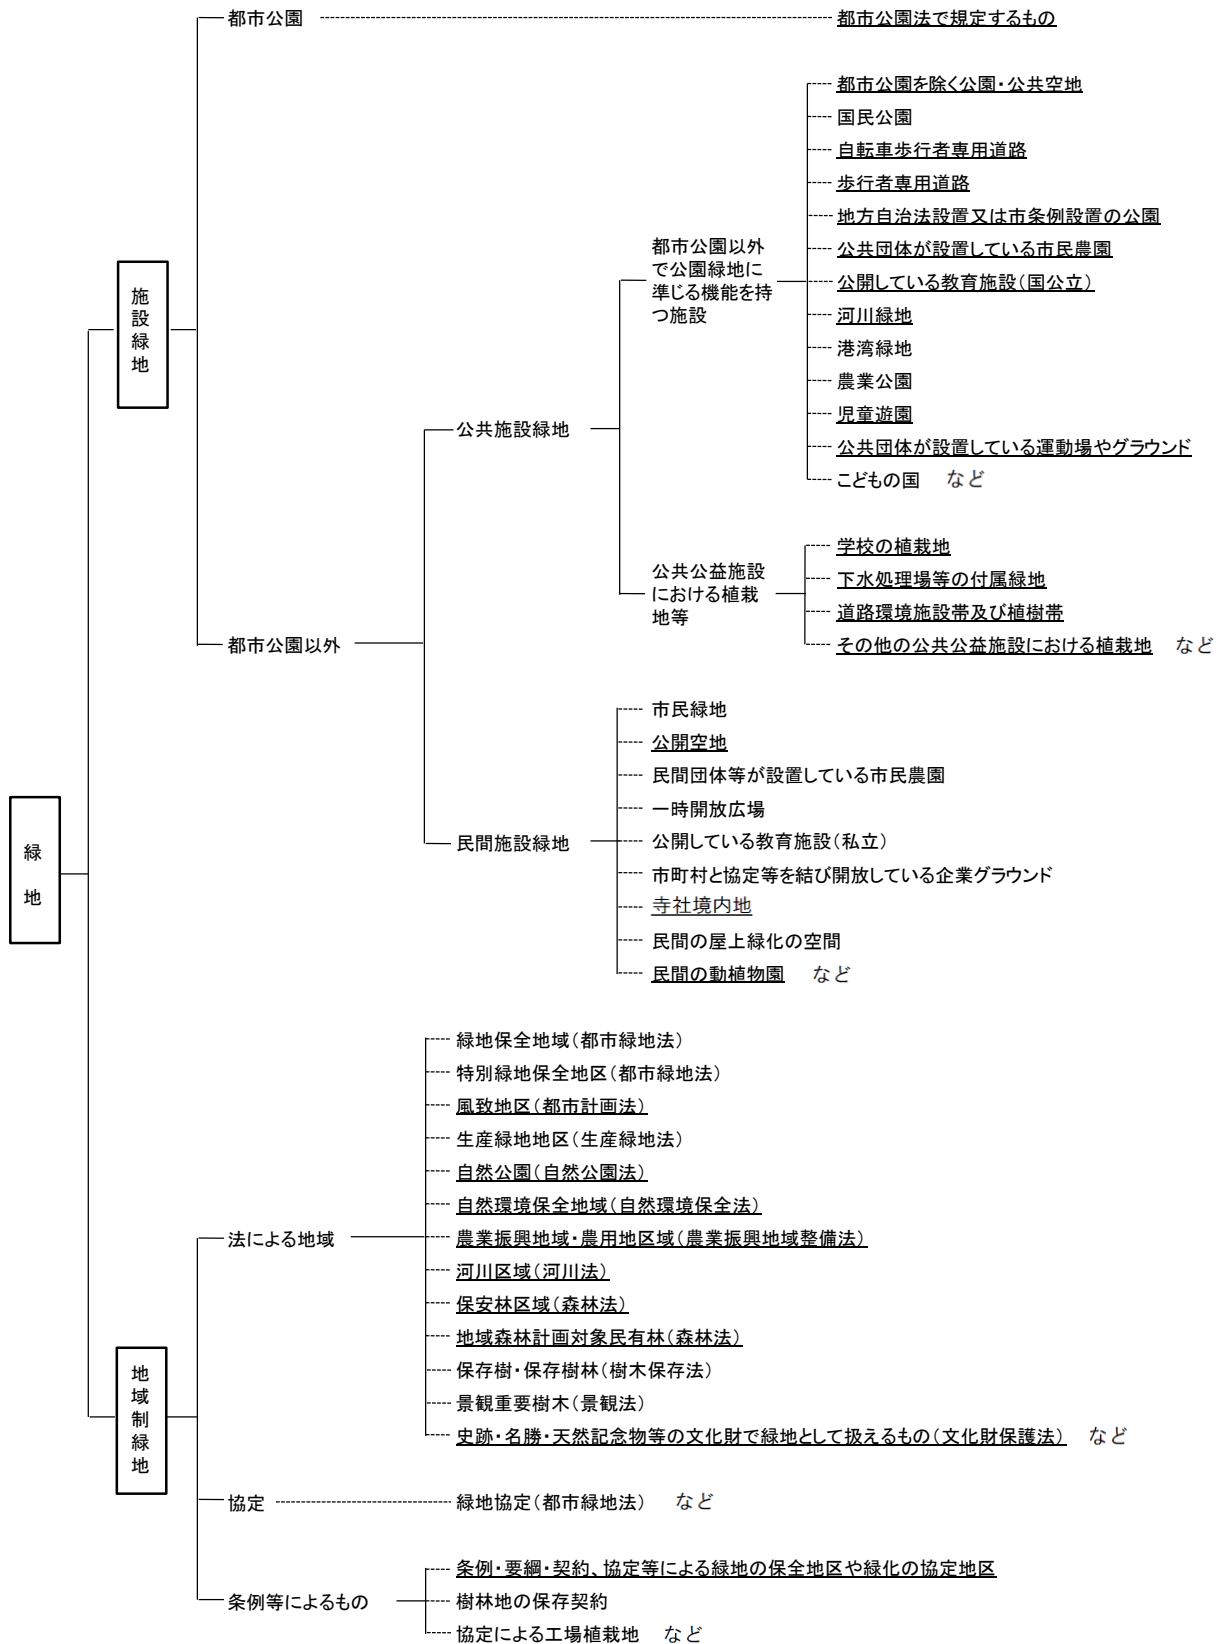 都市公園
都市公園法で規定するもの
都市公園を除く公園・公共空地
国民公園
自転車歩行者専用道路
歩行者専用道路
地方自治法設置又は市条例設置の公園
都市公園以外
で公園緑地に
準じる機能を持
つ施設
公共団体が設置している市民農園
公開している教育施設(国公立)
河川緑地
港湾緑地
農業公園
児童遊園
公共団体が設置している運動場やグラウンド
こどもの国 など
施設緑地
公共施設緑地
公共公益施設
における植栽
地等
学校の植栽地
下水処理場等の付属緑地
道路環境施設帯及び植樹帯
その他の公共公益施設における植栽地 など
都市公園以外
市民緑地
公開空地
民間団体等が設置している市民農園
一時開放広場
民間施設緑地
公開している教育施設(私立)
市町村と協定等を結び開放している企業グラウンド
寺社境内地
民間の屋上緑化の空間
民間の動植物園 など
緑地
緑地保全地域(都市緑地法)
特別緑地保全地区(都市緑地法)
風致地区(都市計画法)
生産緑地地区(生産緑地法)
自然公園(自然公園法)
自然環境保全地域(自然環境保全法)
法による地域
農業振興地域・農用地区域(農業振興地域整備法)
河川区域(河川法)
保安林区域(森林法)
地域森林計画対象民有林(森林法)
保存樹・保存樹林(樹木保存法)
景観重要樹木(景観法)
史跡・名勝・天然記念物等の文化財で緑地として扱えるもの(文化財保護法) など
地域制緑地
協定
緑地協定(都市緑地法) など
条例等によるもの
条例・要綱・契約、協定等による緑地の保全地区や緑化の協定地区
樹林地の保存契約
協定による工場植栽地 など